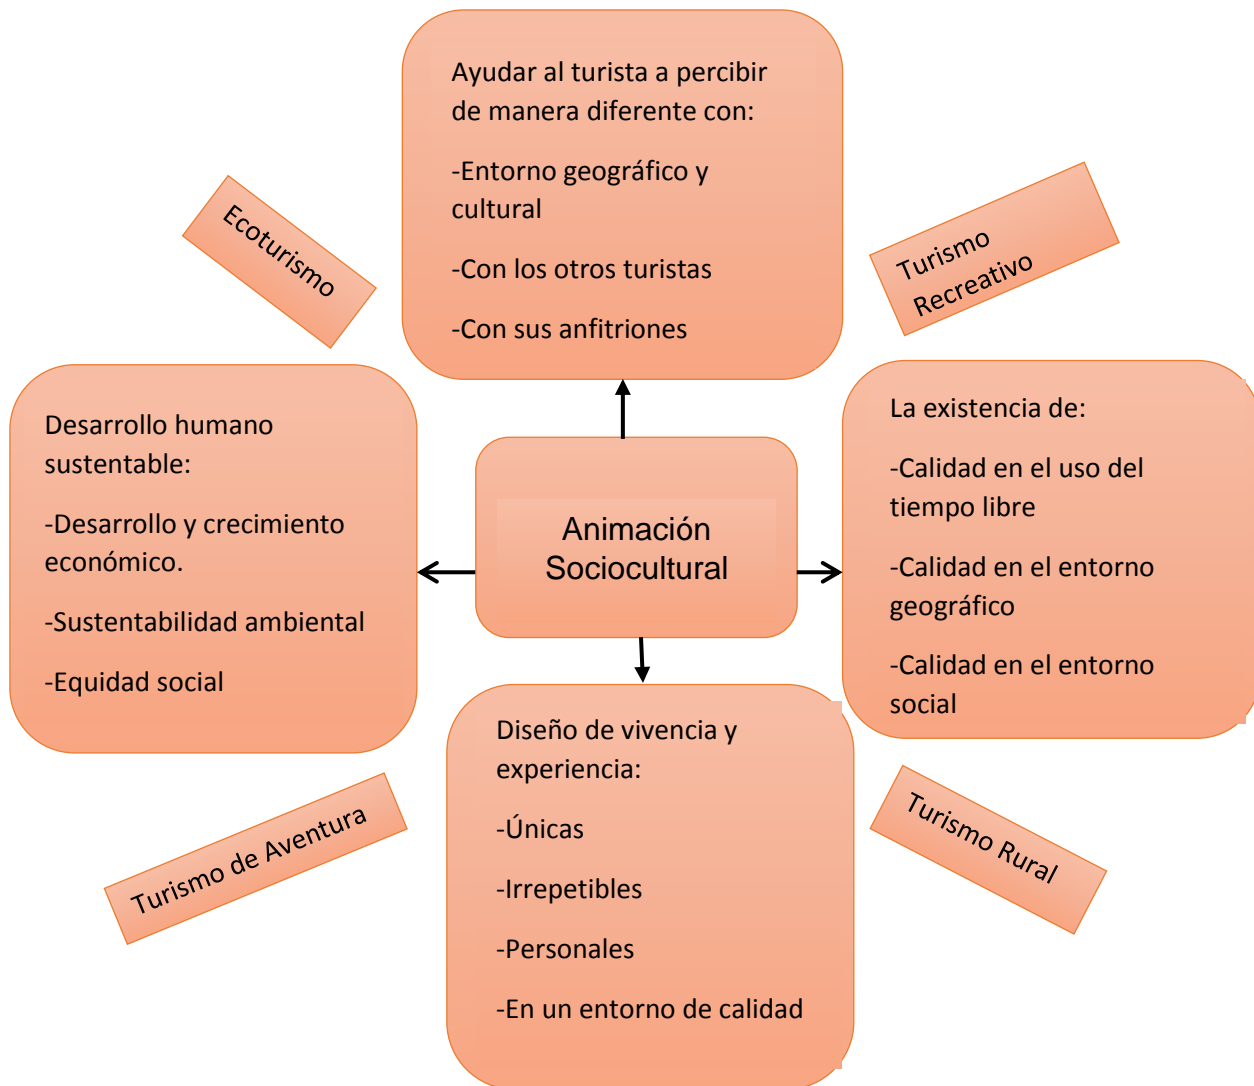 Ayudar al turista a percibir
de manera diferente con:
-Entorno geográfico y
cultural
-Con los otros turistas
-Con sus anfitriones
Ecoturismo
Turismo
Recreativo
Desarrollo humano
sustentable:
-Desarrollo y crecimiento
económico.
-Sustentabilidad ambiental
-Equidad social
Animación
Sociocultural
La existencia de:
-Calidad en el uso del
tiempo libre
-Calidad en el entorno
geográfico
-Calidad en el entorno
social
Diseño de vivencia y
experiencia:
-Únicas
-Irrepetibles
-Personales
-En un entorno de calidad
Turismo de Aventura
Turismo Rural